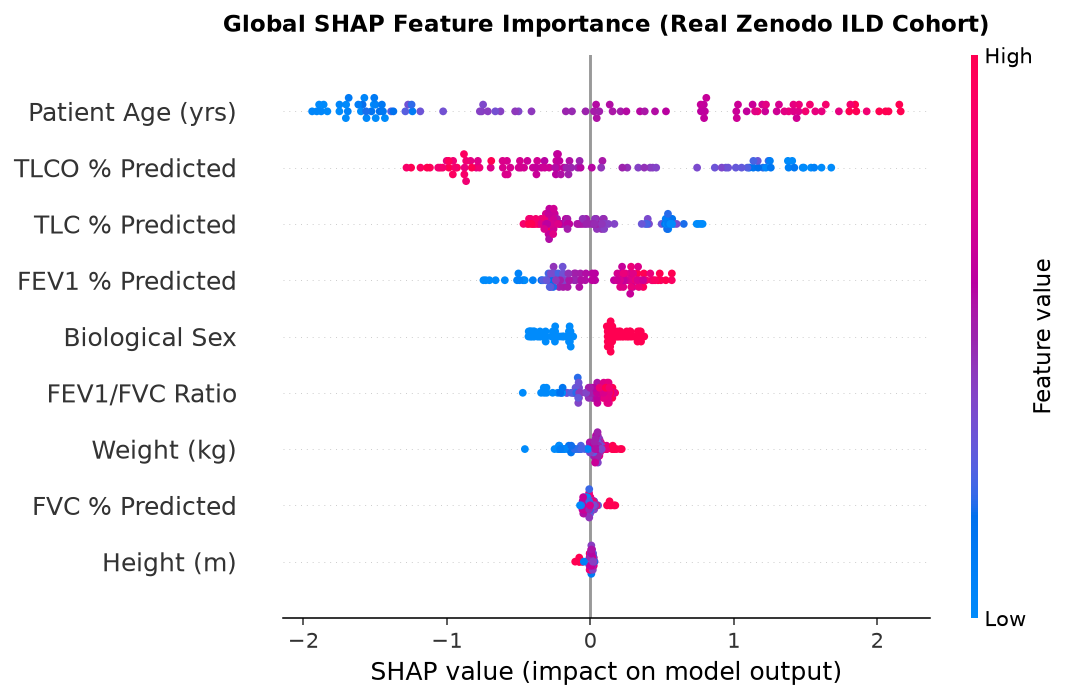 Global SHAP Feature Importance (Real Zenodo ILD Cohort)
High
Patient Age (yrs)
TLCO % Predicted
TLC % Predicted
FEV1 % Predicted
Biological Sex
FEV1/FVC Ratio
Weight (kg)
FVC % Predicted
Height (m)
Feature value
Low
−2 −1 0 1 2
SHAP value (impact on model output)